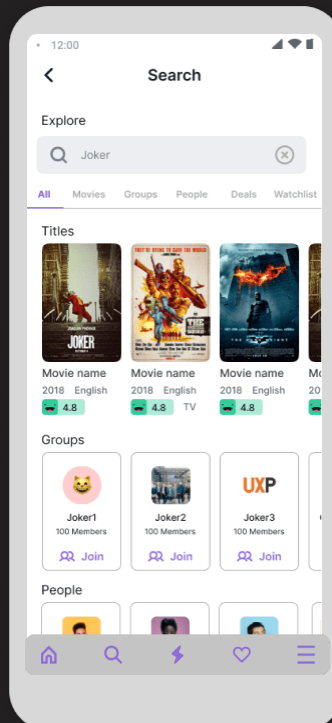 12:00
Search
Explore
Joker
All Movies Groups People Deals Watchlist
Titles
JOKER
THE
Movie name Movie name Movie name
2018 English 2018 English 2018 English
4.8 4.8 TV 4.8
Groups
UXP
Joker1 Joker2 Joker3
100 Members 100 Members 100 Members
Join Join Join
People